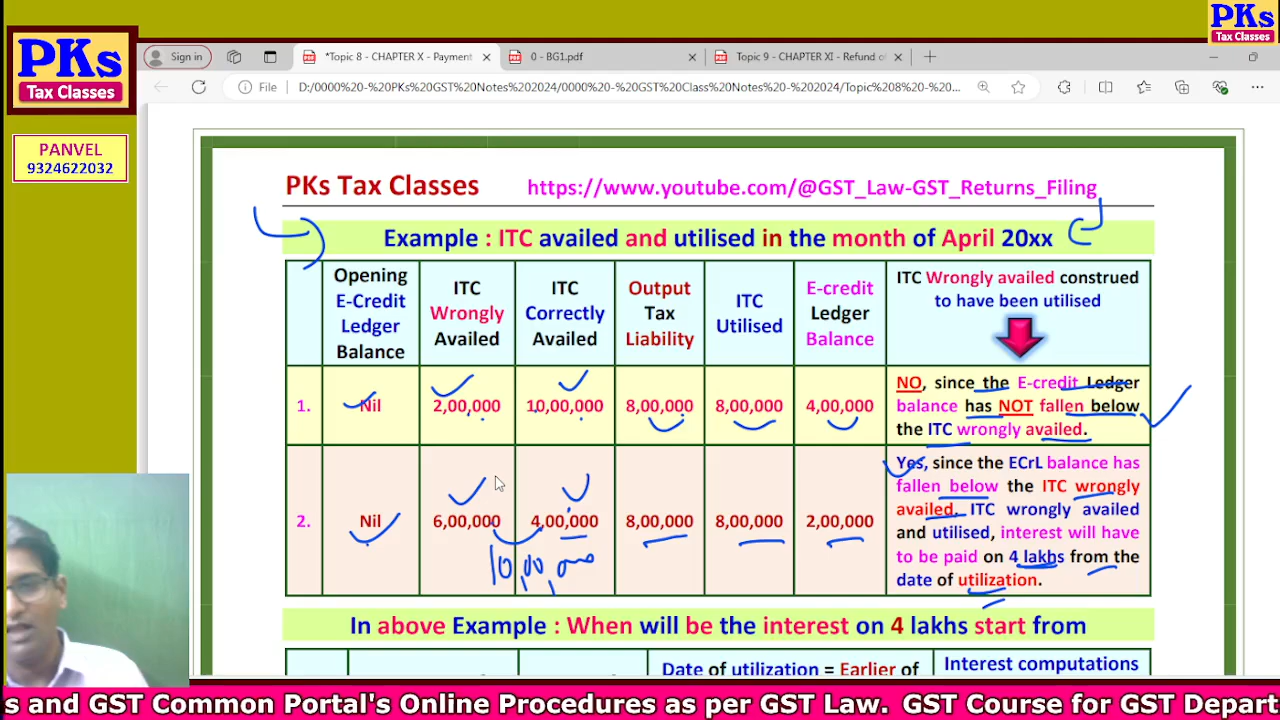 PKs
Tax Classes
PKs
Tax Classes
PANVEL
9324622032
Sign in
*Topic 8 - CHAPTER X - Payment
0 - BG1.pdf
Topic 9 - CHAPTER XI - Refund of
File
D:/0000%20-%20PKs%20GST%20Notes%202024/0000%20-%20GST%20Class%20Notes%20-%202024/Topic%208%20-%20...
PKs Tax Classes https://www.youtube.com/@GST_Law-GST_Returns_Filing
Example : ITC availed and utilised in the month of April 20xx
Opening
E-Credit
Ledger
Balance
ITC
Wrongly
Availed
ITC
Correctly
Availed
Output
Tax
Liability
ITC
Utilised
E-credit
Ledger
Balance
ITC Wrongly availed construed
to have been utilised
1. Nil 2,00,000 10,00,000 8,00,000 8,00,000 4,00,000
NO, since the E-credit Ledger
balance has NOT fallen below
the ITC wrongly availed.
2. Nil 6,00,000 4,00,000 8,00,000 8,00,000 2,00,000
10,00,000
Yes, since the ECrL balance has
fallen below the ITC wrongly
availed. ITC wrongly availed
and utilised, interest will have
to be paid on 4 lakhs from the
date of utilization.
In above Example : When will be the interest on 4 lakhs start from
Date of utilization = Earlier of
Interest computations
s and GST Common Portal's Online Procedures as per GST Law. GST Course for GST Depart